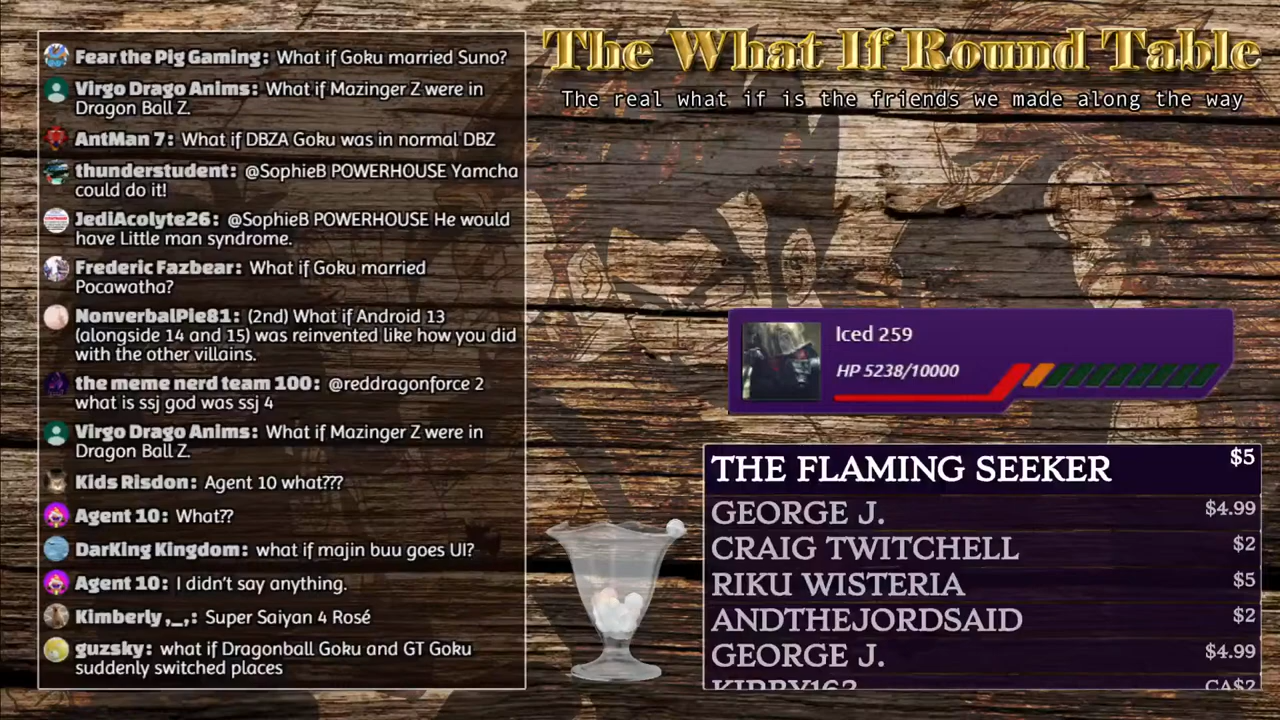 Fear the Pig Gaming: What if Goku married Suno?
Virgo Drago Anims: What if Mazinger Z were in
Dragon Ball Z.
AntMan 7: What if DBZA Goku was in normal DBZ
thunderstudent: @SophieB POWERHOUSE Yamcha
could do it!
JediAcolyte26: @SophieB POWERHOUSE He would
have Little man syndrome.
Frederic Fazbear: What if Goku married
Pocawatha?
NonverbalPie81: (2nd) What if Android 13
(alongside 14 and 15) was reinvented like how you did
with the other villains.
the meme nerd team 100: @reddragonforce 2
what is ssj god was ssj 4
Virgo Drago Anims: What if Mazinger Z were in
Dragon Ball Z.
Kids Risdon: Agent 10 what???
Agent 10: What??
DarKing Kingdom: what if majin buu goes UI?
Agent 10: I didn't say anything.
Kimberly ,_,: Super Saiyan 4 Rosé
guzsky: what if Dragonball Goku and GT Goku
suddenly switched places
The What If Round Table
The real what if is the friends we made along the way
Iced 259
HP 5238/10000
THE FLAMING SEEKER $5
GEORGE J. $4.99
CRAIG TWITCHELL $2
RIKU WISTERIA $5
ANDTHEJORDSAID $2
GEORGE J. $4.99
KIRBY163 CA$2